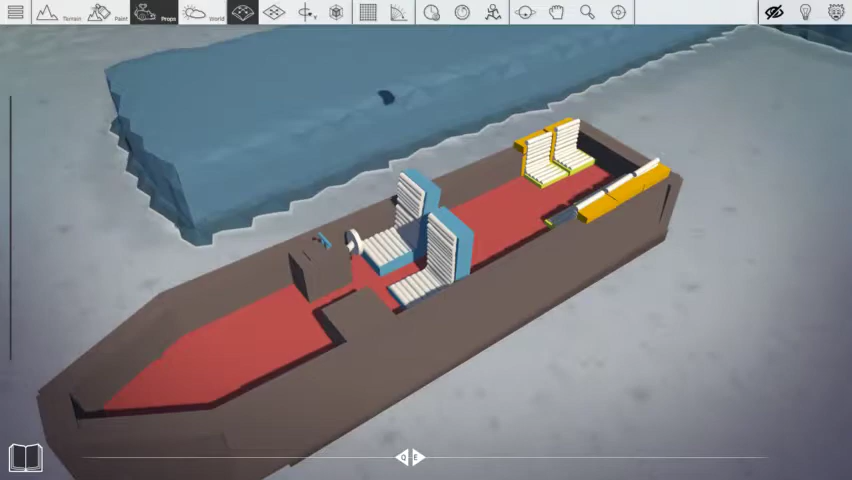 Terrain
Paint
Props
World
Y
Q E